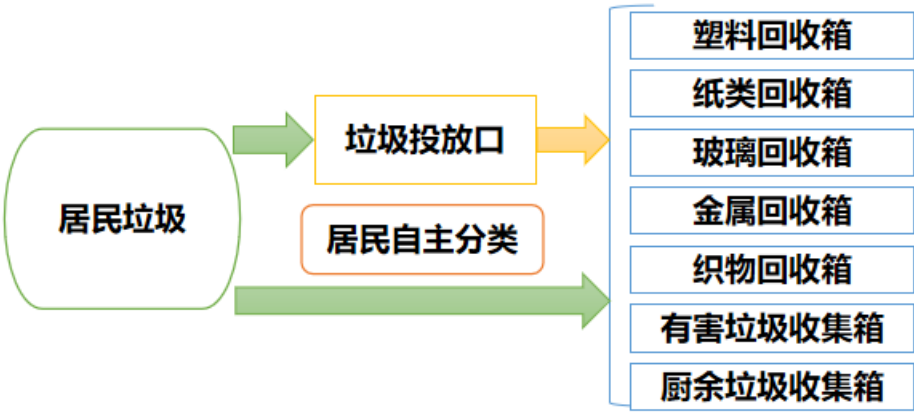 居民垃圾
垃圾投放口
居民自主分类
塑料回收箱
纸类回收箱
玻璃回收箱
金属回收箱
织物回收箱
有害垃圾收集箱
厨余垃圾收集箱